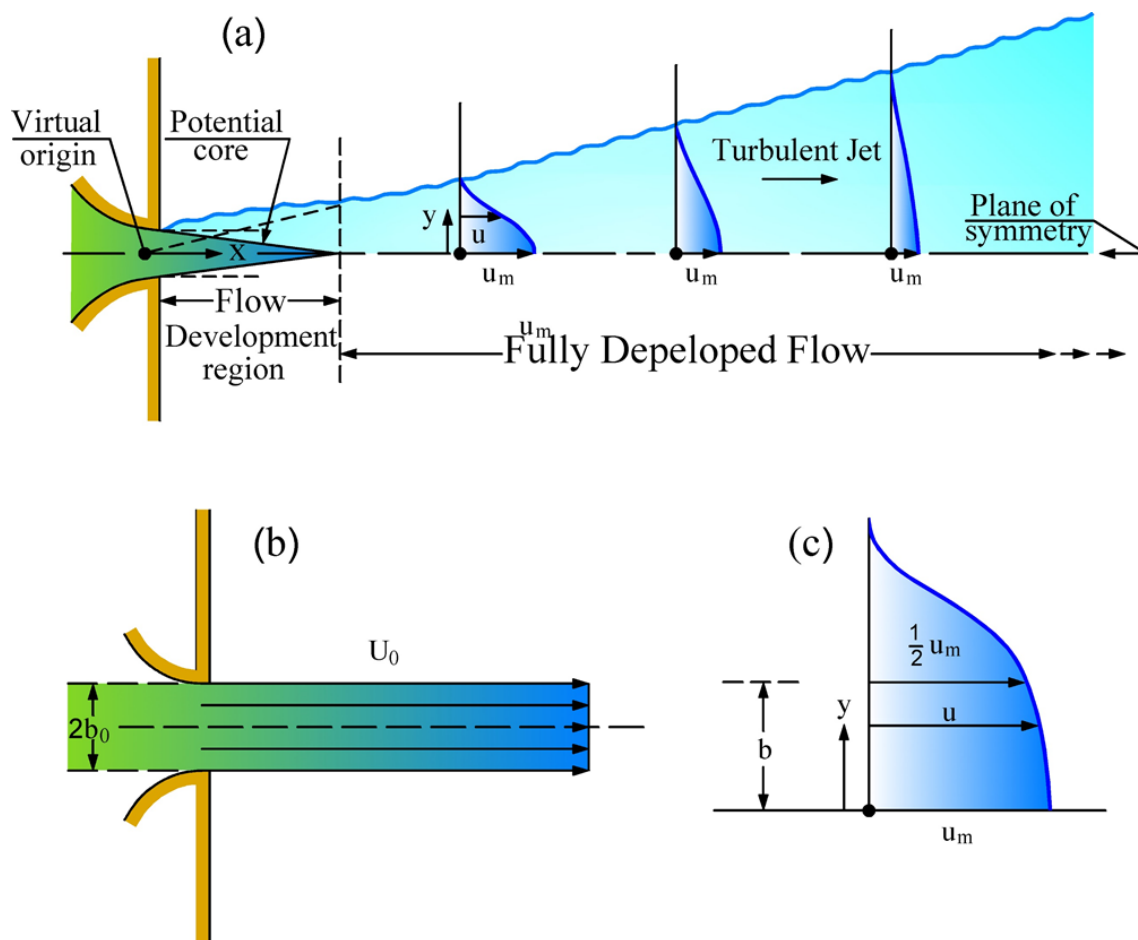 (a)
Virtual
origin
Potential
core
Turbulent Jet
Plane of
symmetry
y
u
X
u_m
u_m
u_m
Flow
Development
region
u_m
Fully Depeloped Flow
(b)
U_0
2b_0
(c)
1/2 u_m
y
u
b
u_m